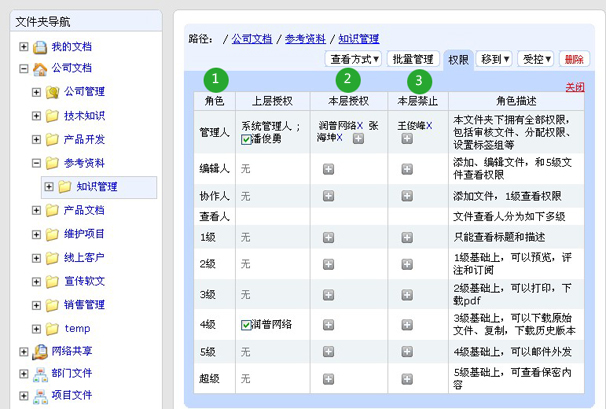 文件夹导航
我的文档
公司文档
公司管理
技术知识
产品开发
参考资料
知识管理
产品文档
维护项目
线上客户
宣传软文
销售管理
temp
网络共享
部门文件
项目文件
路径： / 公司文档 / 参考资料 / 知识管理
查看方式▼ 批量管理 权限 移到▼ 受控▼ 删除
1 2 3
关闭
角色 上层授权 本层授权 本层禁止 角色描述
管理人 系统管理人； 润普网络X 张 王俊峰X 本文件夹下拥有全部权限，
潘俊勇 海坤X 包括审核文件、分配权限、
设置标签组等
编辑人 无 添加、编辑文件，和5级文
件查看权限
协作人 无 添加文件，1级查看权限
查看人 文件查看人分为如下多级
1级 无 只能查看标题和描述
2级 无 1级基础上，可以预览，评
注和订阅
3级 无 2级基础上，可以打印，下
载pdf
4级 润普网络 3级基础上，可以下载原始
文件、复制，下载历史版本
5级 无 4级基础上，可以邮件外发
超级 无 5级基础上，可查看保密内
容